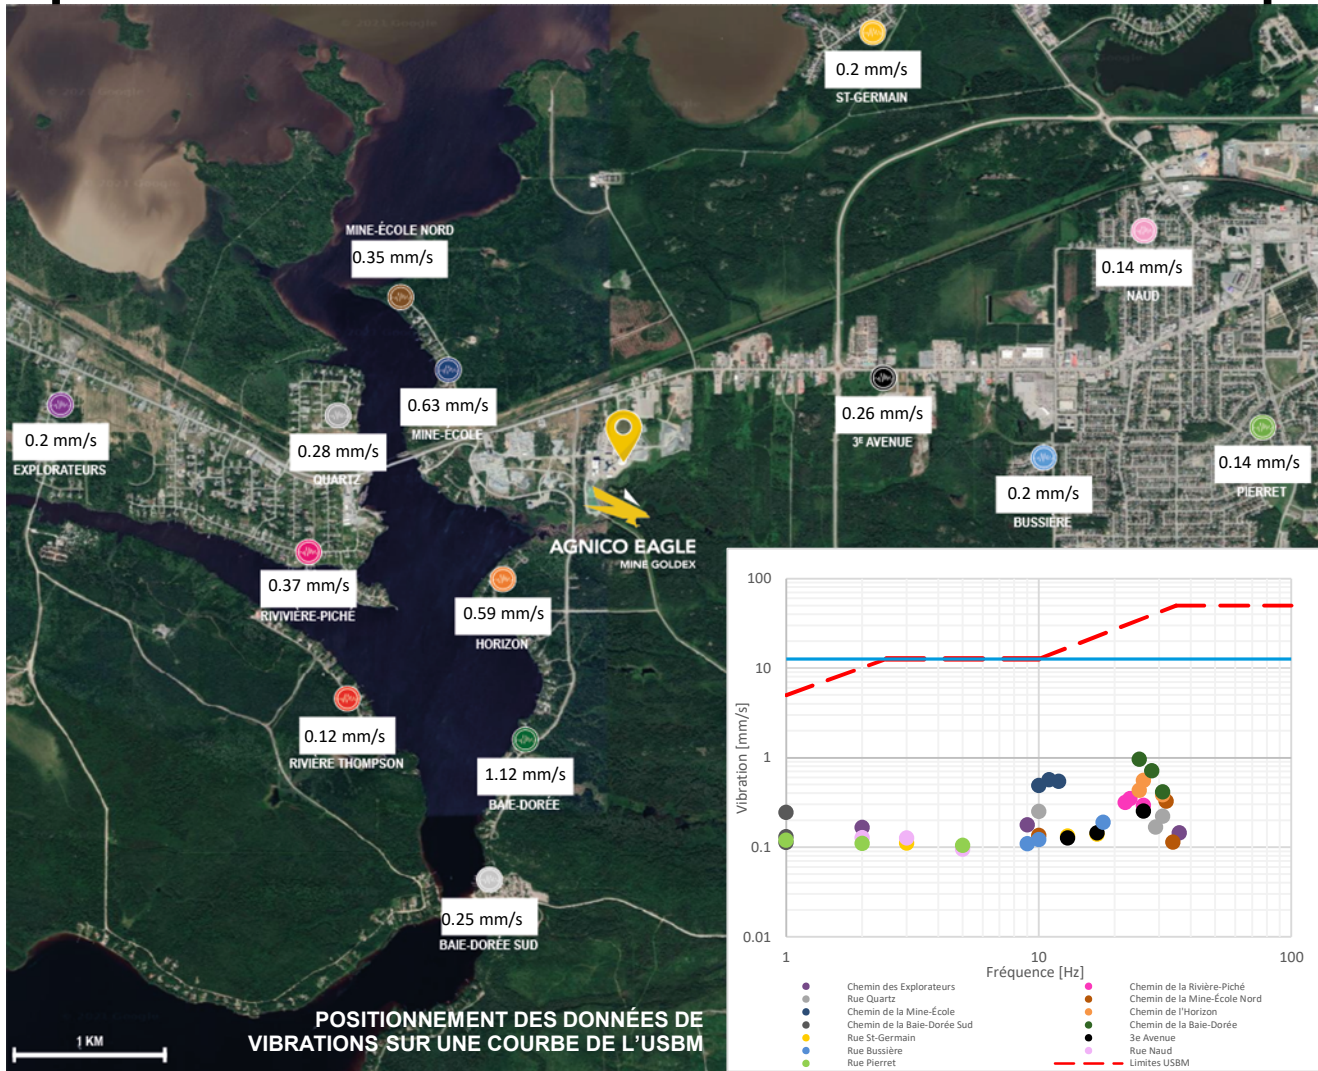 0.2 mm/s
ST-GERMAIN
MINE-ÉCOLE NORD
0.35 mm/s
0.14 mm/s
NAUD
0.63 mm/s
MINE-ÉCOLE
0.2 mm/s
EXPLORATEURS
0.28 mm/s
QUARTZ
0.26 mm/s
3E AVENUE
0.14 mm/s
PIERRET
0.2 mm/s
BUSSIÈRE
AGNICO EAGLE
MINE GOLDEX
0.37 mm/s
RIVIVIÈRE-PICHÉ
0.59 mm/s
HORIZON
0.12 mm/s
RIVIÈRE THOMPSON
1.12 mm/s
BAIE-DORÉE
0.25 mm/s
BAIE-DORÉE SUD
POSITIONNEMENT DES DONNÉES DE
VIBRATIONS SUR UNE COURBE DE L'USBM
1 KM
100
10
1
0.1
0.01
Vibration [mm/s]
1 10 100
Fréquence [Hz]
Chemin des Explorateurs
Chemin de la Rivière-Piché
Rue Quartz
Chemin de la Mine-École Nord
Chemin de la Mine-École
Chemin de l'Horizon
Chemin de la Baie-Dorée Sud
Chemin de la Baie-Dorée
Rue St-Germain
3e Avenue
Rue Bussière
Rue Naud
Rue Pierret
Limites USBM